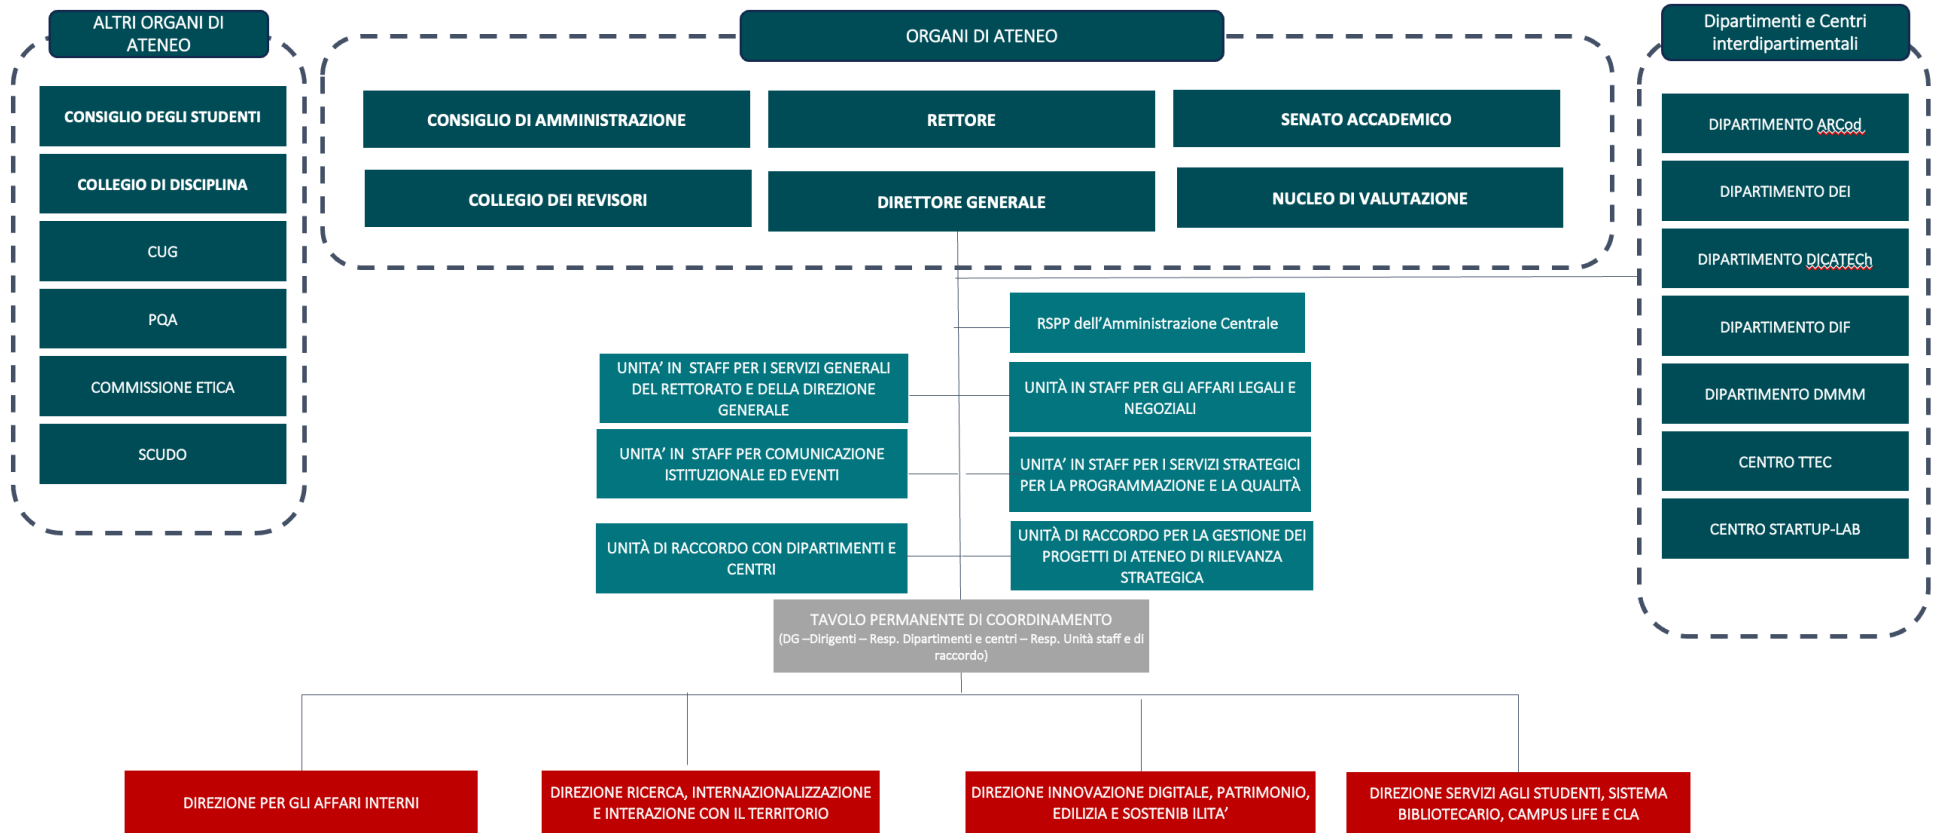 ALTRI ORGANI DI
ATENEO
CONSIGLIO DEGLI STUDENTI
COLLEGIO DI DISCIPLINA
CUG
PQA
COMMISSIONE ETICA
SCUDO
ORGANI DI ATENEO
CONSIGLIO DI AMMINISTRAZIONE
RETTORE
SENATO ACCADEMICO
COLLEGIO DEI REVISORI
DIRETTORE GENERALE
NUCLEO DI VALUTAZIONE
Dipartimenti e Centri
interdipartimentali
DIPARTIMENTO ARCod
DIPARTIMENTO DEI
DIPARTIMENTO DICATECh
DIPARTIMENTO DIF
DIPARTIMENTO DMMM
CENTRO TTEC
CENTRO STARTUP-LAB
RSPP dell’Amministrazione Centrale
UNITA’ IN  STAFF PER I SERVIZI GENERALI
DEL RETTORATO E DELLA DIREZIONE
GENERALE
UNITÀ IN STAFF PER GLI AFFARI LEGALI E
NEGOZIALI
UNITA’ IN  STAFF PER COMUNICAZIONE
ISTITUZIONALE ED EVENTI
UNITA’ IN STAFF PER I SERVIZI STRATEGICI
PER LA PROGRAMMAZIONE E LA QUALITÀ
UNITÀ DI RACCORDO CON DIPARTIMENTI E
CENTRI
UNITÀ DI RACCORDO PER LA GESTIONE DEI
PROGETTI DI ATENEO DI RILEVANZA
STRATEGICA
TAVOLO PERMANENTE DI COORDINAMENTO
(DG –Dirigenti – Resp. Dipartimenti e centri – Resp. Unità staff e di
raccordo)
DIREZIONE PER GLI AFFARI INTERNI
DIREZIONE RICERCA, INTERNAZIONALIZZAZIONE
E INTERAZIONE CON IL TERRITORIO
DIREZIONE INNOVAZIONE DIGITALE, PATRIMONIO,
EDILIZIA E SOSTENIB ILITA’
DIREZIONE SERVIZI AGLI STUDENTI, SISTEMA
BIBLIOTECARIO, CAMPUS LIFE E CLA